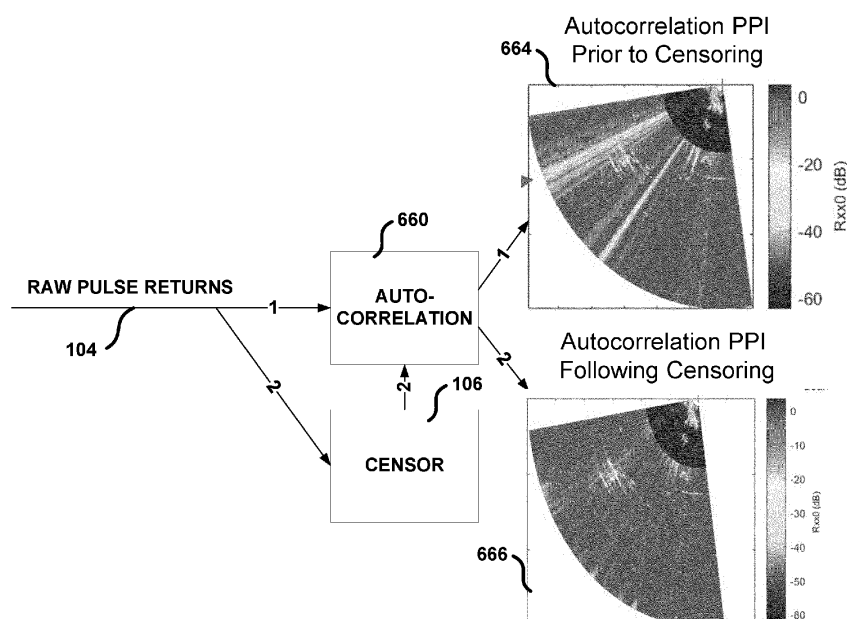 Autocorrelation PPI
Prior to Censoring
664
0
-20
-40
-60
Rxx0 (dB)
660
1
RAW PULSE RETURNS
1
AUTO-
CORRELATION
104
2
2
2
106
CENSOR
Autocorrelation PPI
Following Censoring
0
-10
-20
-30
-40
-50
-60
Rxx0 (dB)
666